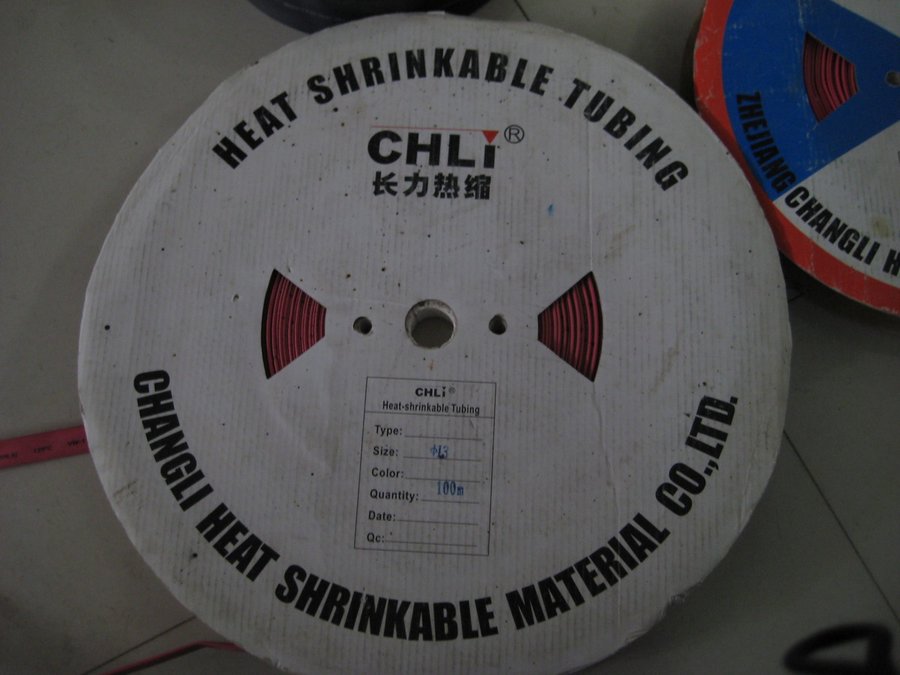 HEAT SHRINKABLE TUBING
CHLi®
长力热缩
CHLi®
Heat-shrinkable Tubing
Type:
Size:
Color:
Quantity: 100m
Date:
Qc:
CHANGLI HEAT SHRINKABLE MATERIAL CO.,LTD.
ZHEJIANG CHANGLI H